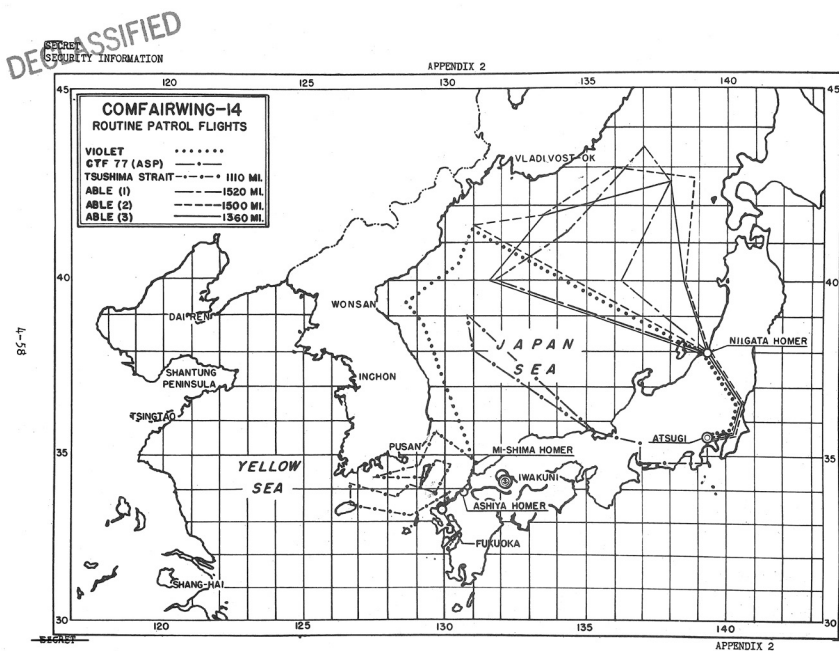 DECLASSIFIED
SECRET
SECURITY INFORMATION
APPENDIX 2
120 125 130 135 140
45 45
COMFAIRWING-14
ROUTINE PATROL FLIGHTS
VIOLET
CTF 77 (ASP)
TSUSHIMA STRAIT 1110 MI.
ABLE (1) 1520 MI.
ABLE (2) 1500 MI.
ABLE (3) 1360 MI.
VLADIVOST-OK
40 40
WONSAN
DAIREN
4-58
JAPAN
SEA
NIIGATA HOMER
SHANTUNG
PENINSULA
INCHON
TSINGTAO
PUSAN
ATSUGI
35 35
MI-SHIMA HOMER
YELLOW
SEA
IWAKUNI
ASHIYA HOMER
FUKUOKA
SHANG-HAI
30 30
120 125 130 135 140
SECRET
APPENDIX 2